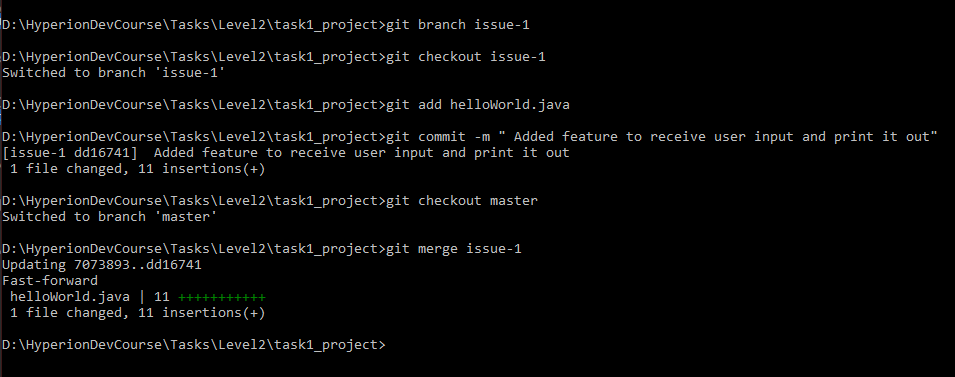 D:\HyperionDevCourse\Tasks\Level2\task1_project>git branch issue-1
D:\HyperionDevCourse\Tasks\Level2\task1_project>git checkout issue-1
Switched to branch 'issue-1'
D:\HyperionDevCourse\Tasks\Level2\task1_project>git add helloWorld.java
D:\HyperionDevCourse\Tasks\Level2\task1_project>git commit -m " Added feature to receive user input and print it out"
[issue-1 dd16741]  Added feature to receive user input and print it out
 1 file changed, 11 insertions(+)
D:\HyperionDevCourse\Tasks\Level2\task1_project>git checkout master
Switched to branch 'master'
D:\HyperionDevCourse\Tasks\Level2\task1_project>git merge issue-1
Updating 7073893..dd16741
Fast-forward
 helloWorld.java | 11 +++++++++++
 1 file changed, 11 insertions(+)
D:\HyperionDevCourse\Tasks\Level2\task1_project>